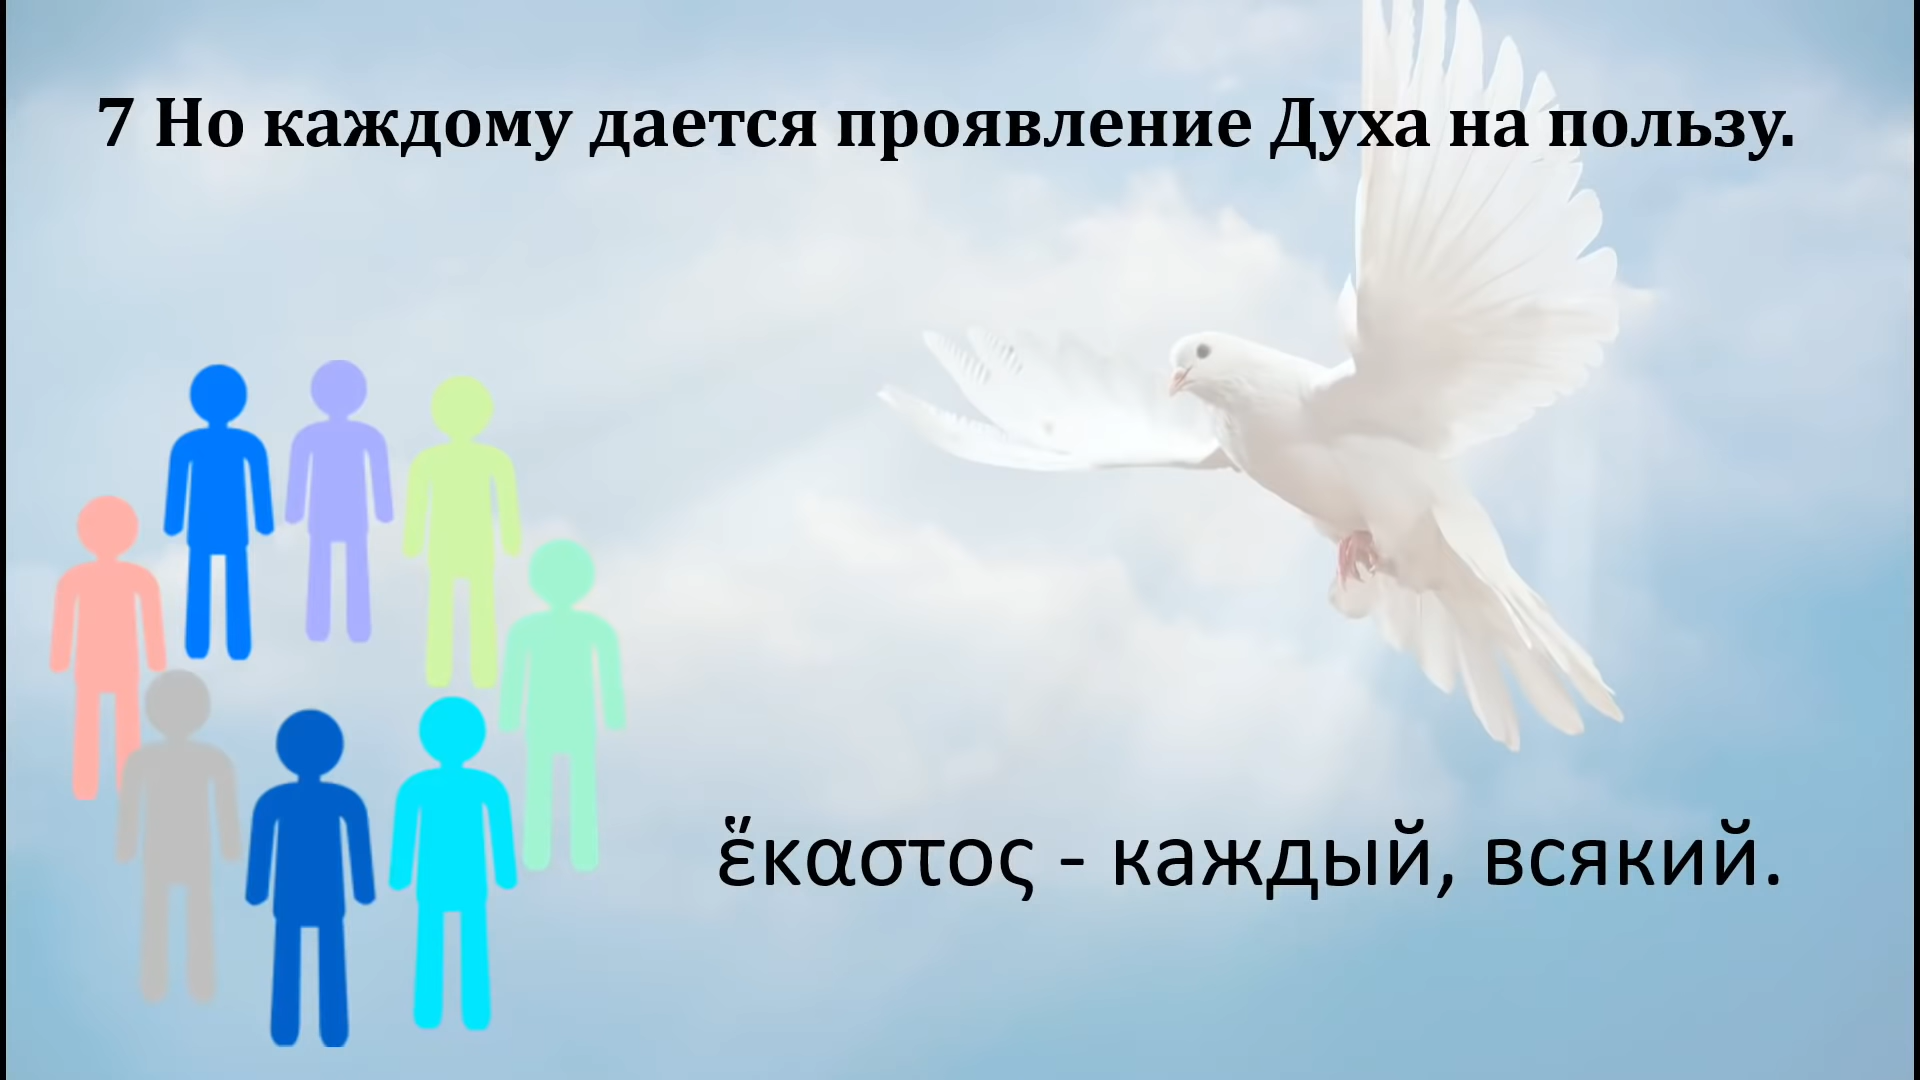 7 Но каждому дается проявление Духа на пользу.
ἕκαστος - каждый, всякий.